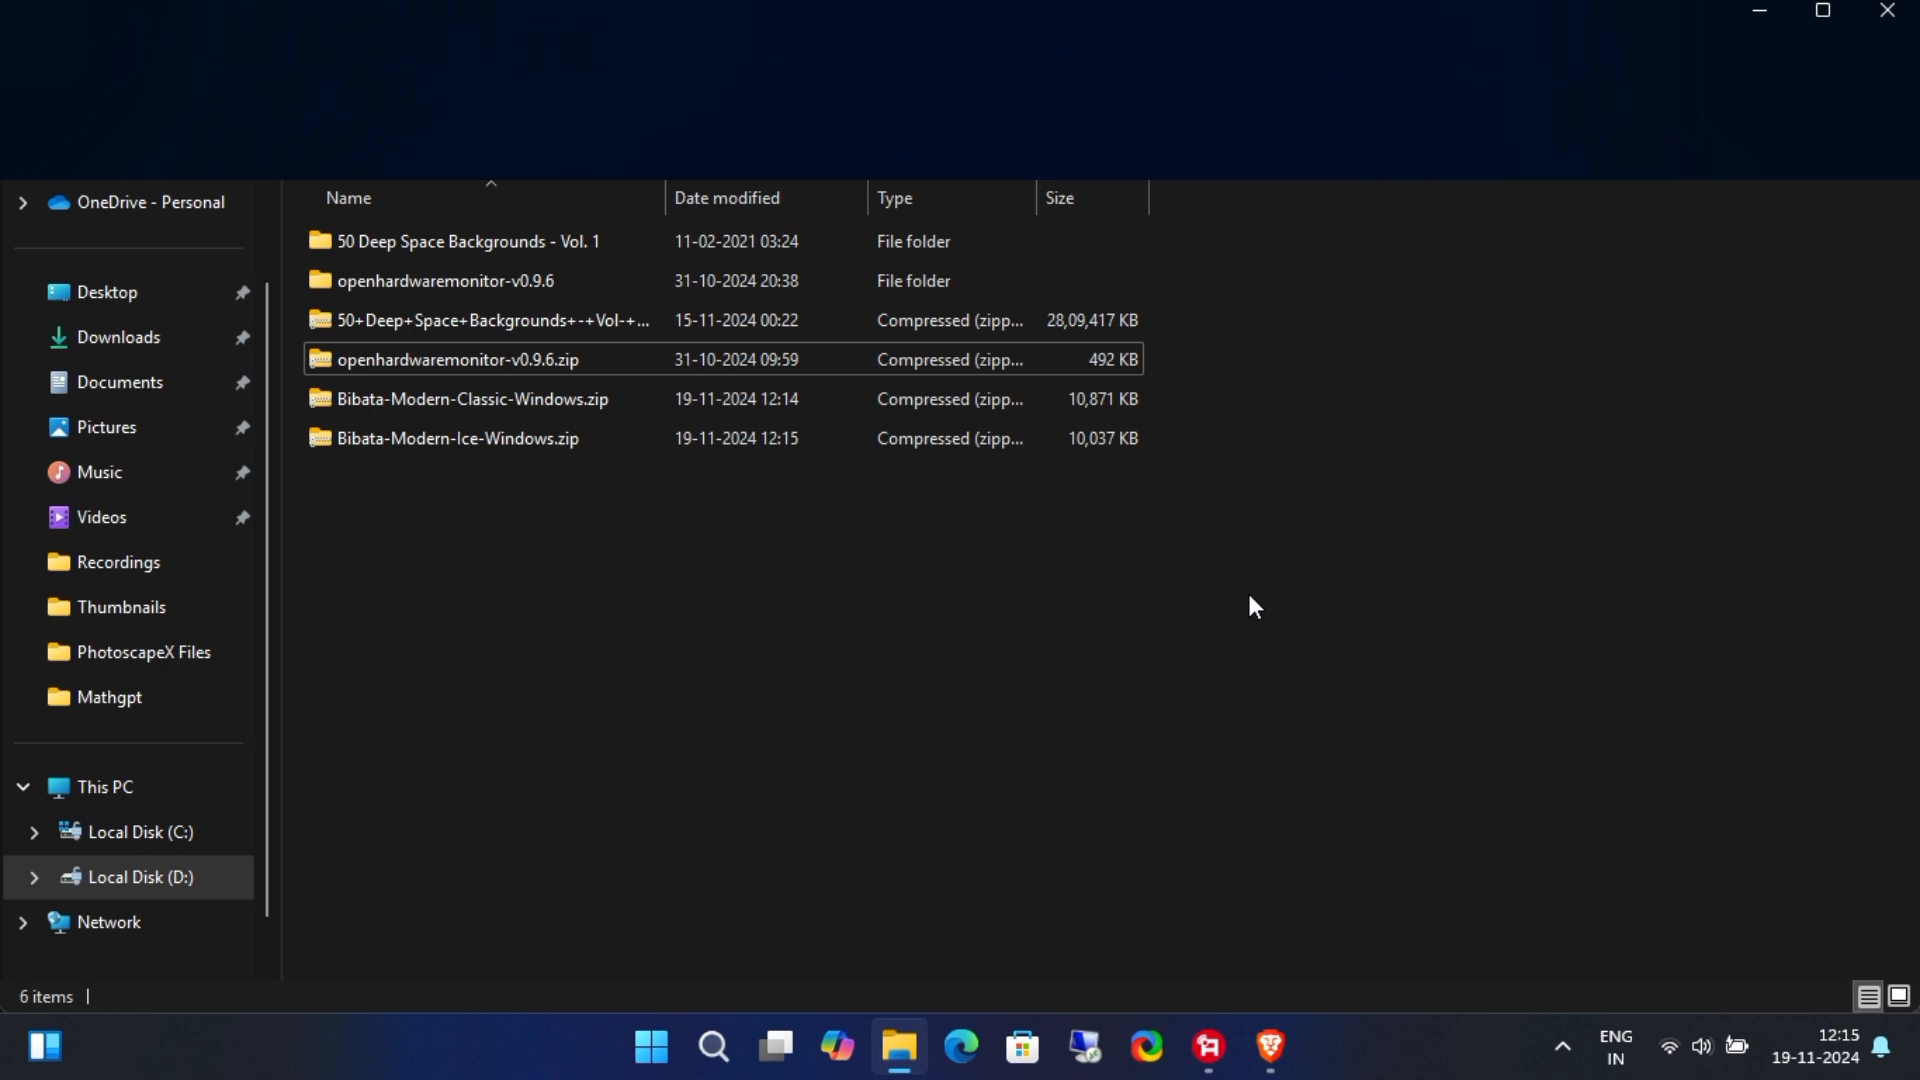 OneDrive - Personal
Desktop
Downloads
Documents
Pictures
Music
Videos
Recordings
Thumbnails
PhotoscapeX Files
Mathgpt
This PC
Local Disk (C:)
Local Disk (D:)
Network
Name Date modified Type Size
50 Deep Space Backgrounds - Vol. 1 11-02-2021 03:24 File folder
openhardwaremonitor-v0.9.6 31-10-2024 20:38 File folder
50+Deep+Space+Backgrounds+-+Vol-+... 15-11-2024 00:22 Compressed (zipp... 28,09,417 KB
openhardwaremonitor-v0.9.6.zip 31-10-2024 09:59 Compressed (zipp... 492 KB
Bibata-Modern-Classic-Windows.zip 19-11-2024 12:14 Compressed (zipp... 10,871 KB
Bibata-Modern-Ice-Windows.zip 19-11-2024 12:15 Compressed (zipp... 10,037 KB
6 items
ENG
IN
12:15
19-11-2024